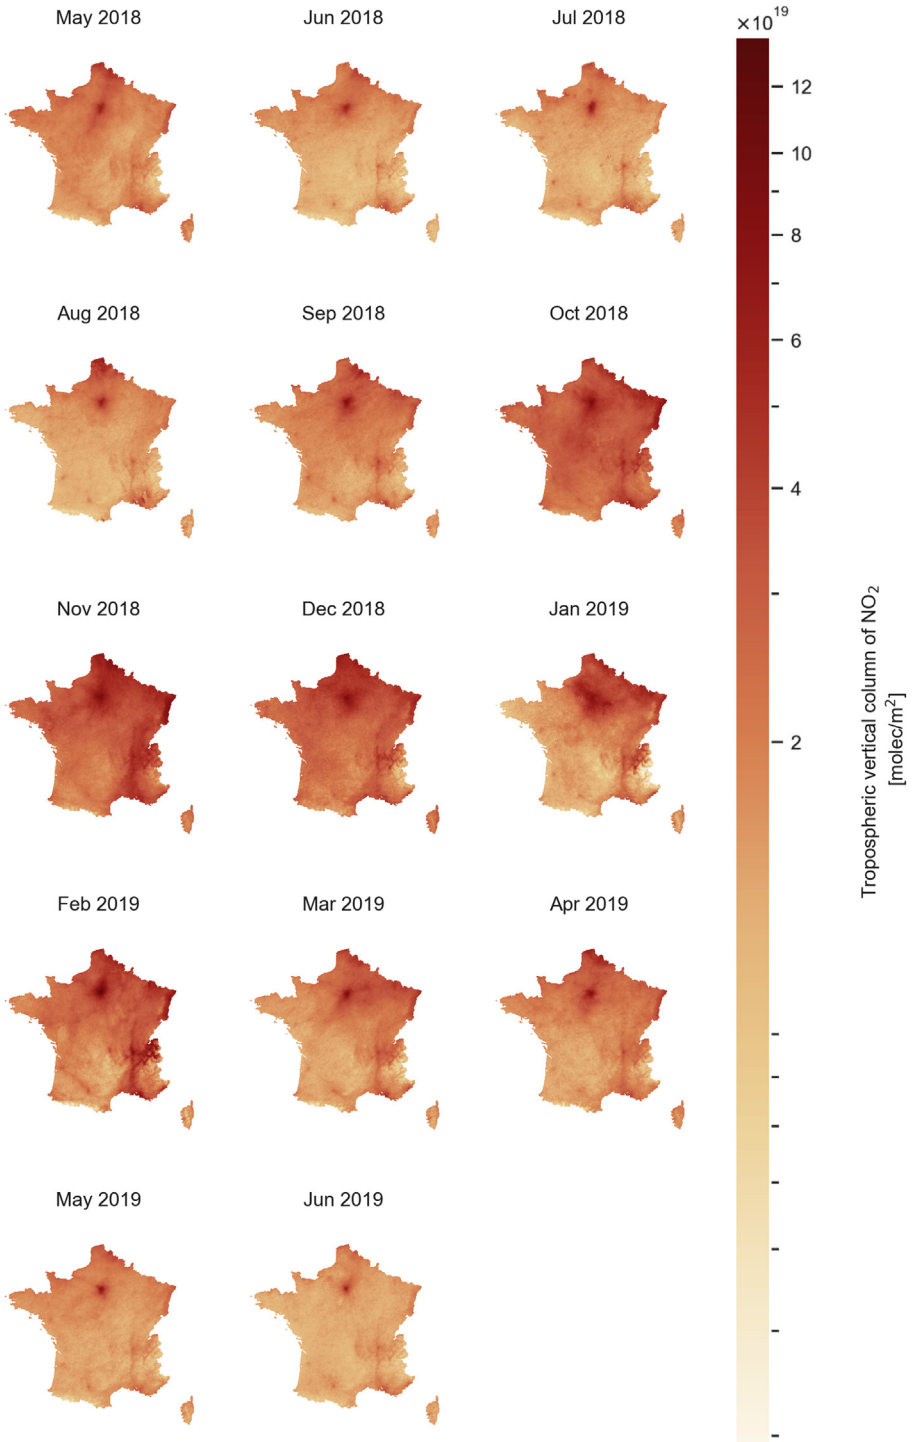 May 2018
Jun 2018
Jul 2018
×10¹⁹
12
10
8
Aug 2018
Sep 2018
Oct 2018
6
4
Nov 2018
Dec 2018
Jan 2019
2
Tropospheric vertical column of NO₂
[molec/m²]
Feb 2019
Mar 2019
Apr 2019
May 2019
Jun 2019